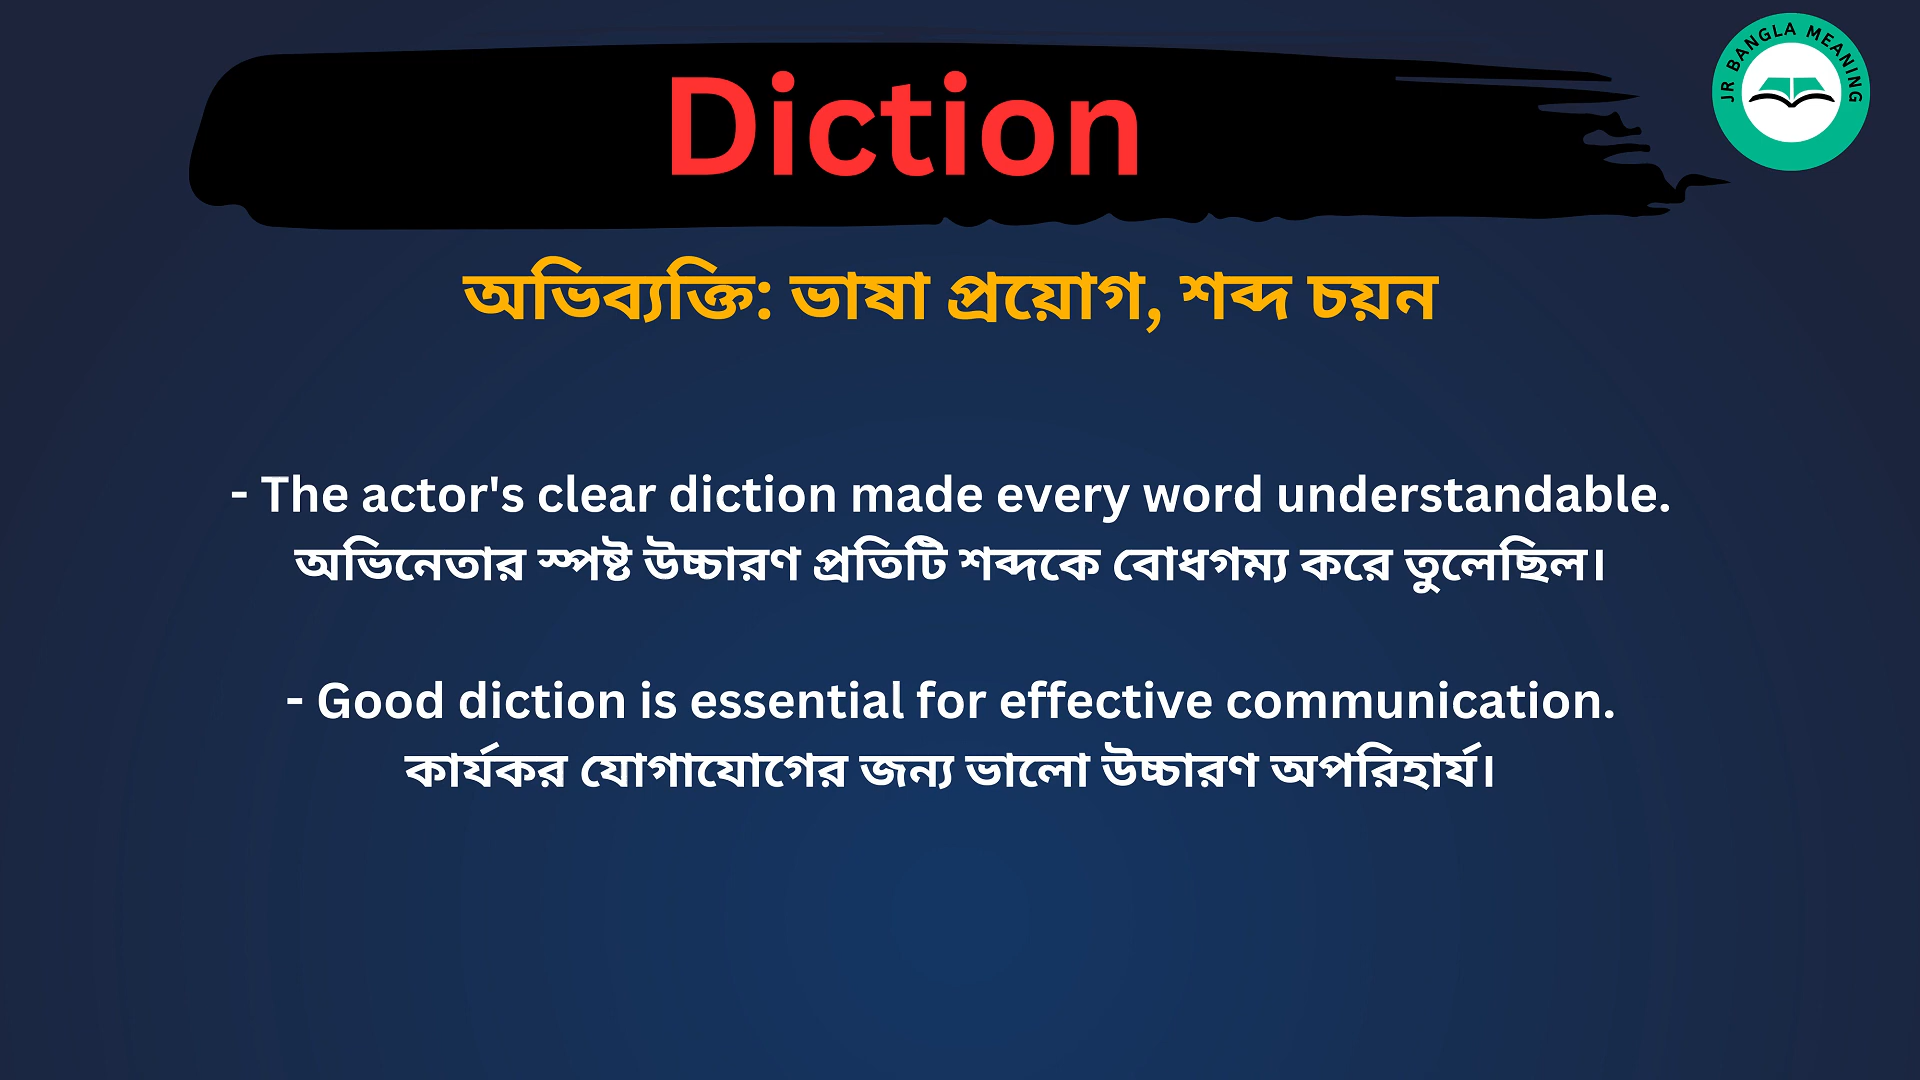 JR BANGLA MEANING
Diction
অভিব্যক্তি: ভাষা প্রয়োগ, শব্দ চয়ন
- The actor's clear diction made every word understandable.
অভিনেতার স্পষ্ট উচ্চারণ প্রতিটি শব্দকে বোধগম্য করে তুলেছিল।
- Good diction is essential for effective communication.
কার্যকর যোগাযোগের জন্য ভালো উচ্চারণ অপরিহার্য।